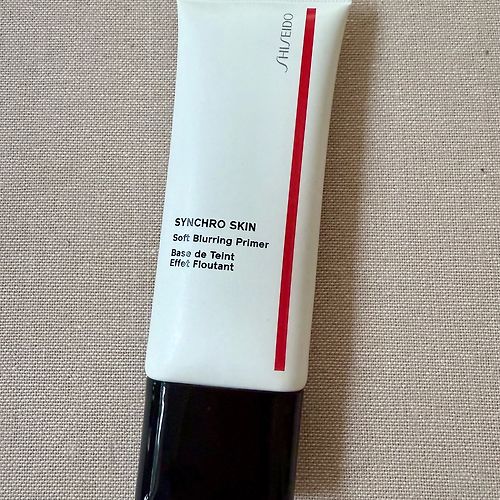 SHISEIDO
SYNCHRO SKIN
Soft Blurring Primer
Base de Teint
Effet Floutant